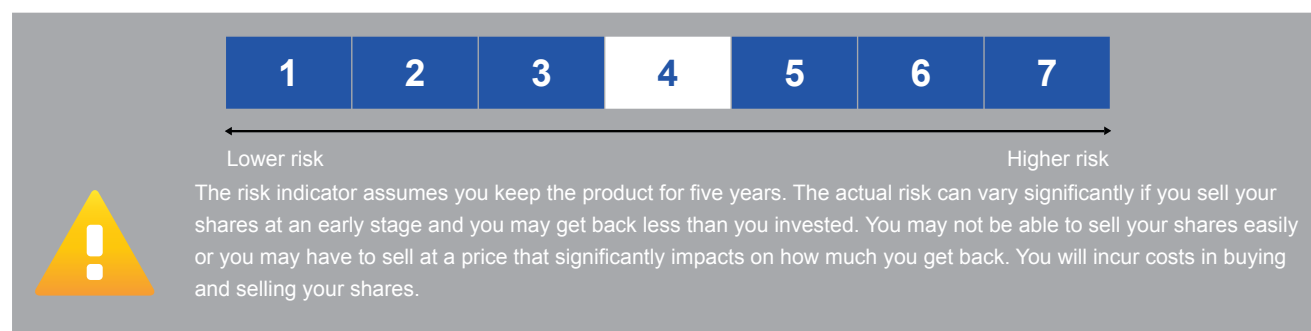 1 2 3 4 5 6 7
Lower risk Higher risk
The risk indicator assumes you keep the product for five years. The actual risk can vary significantly if you sell your
shares at an early stage and you may get back less than you invested. You may not be able to sell your shares easily
or you may have to sell at a price that significantly impacts on how much you get back. You will incur costs in buying
and selling your shares.